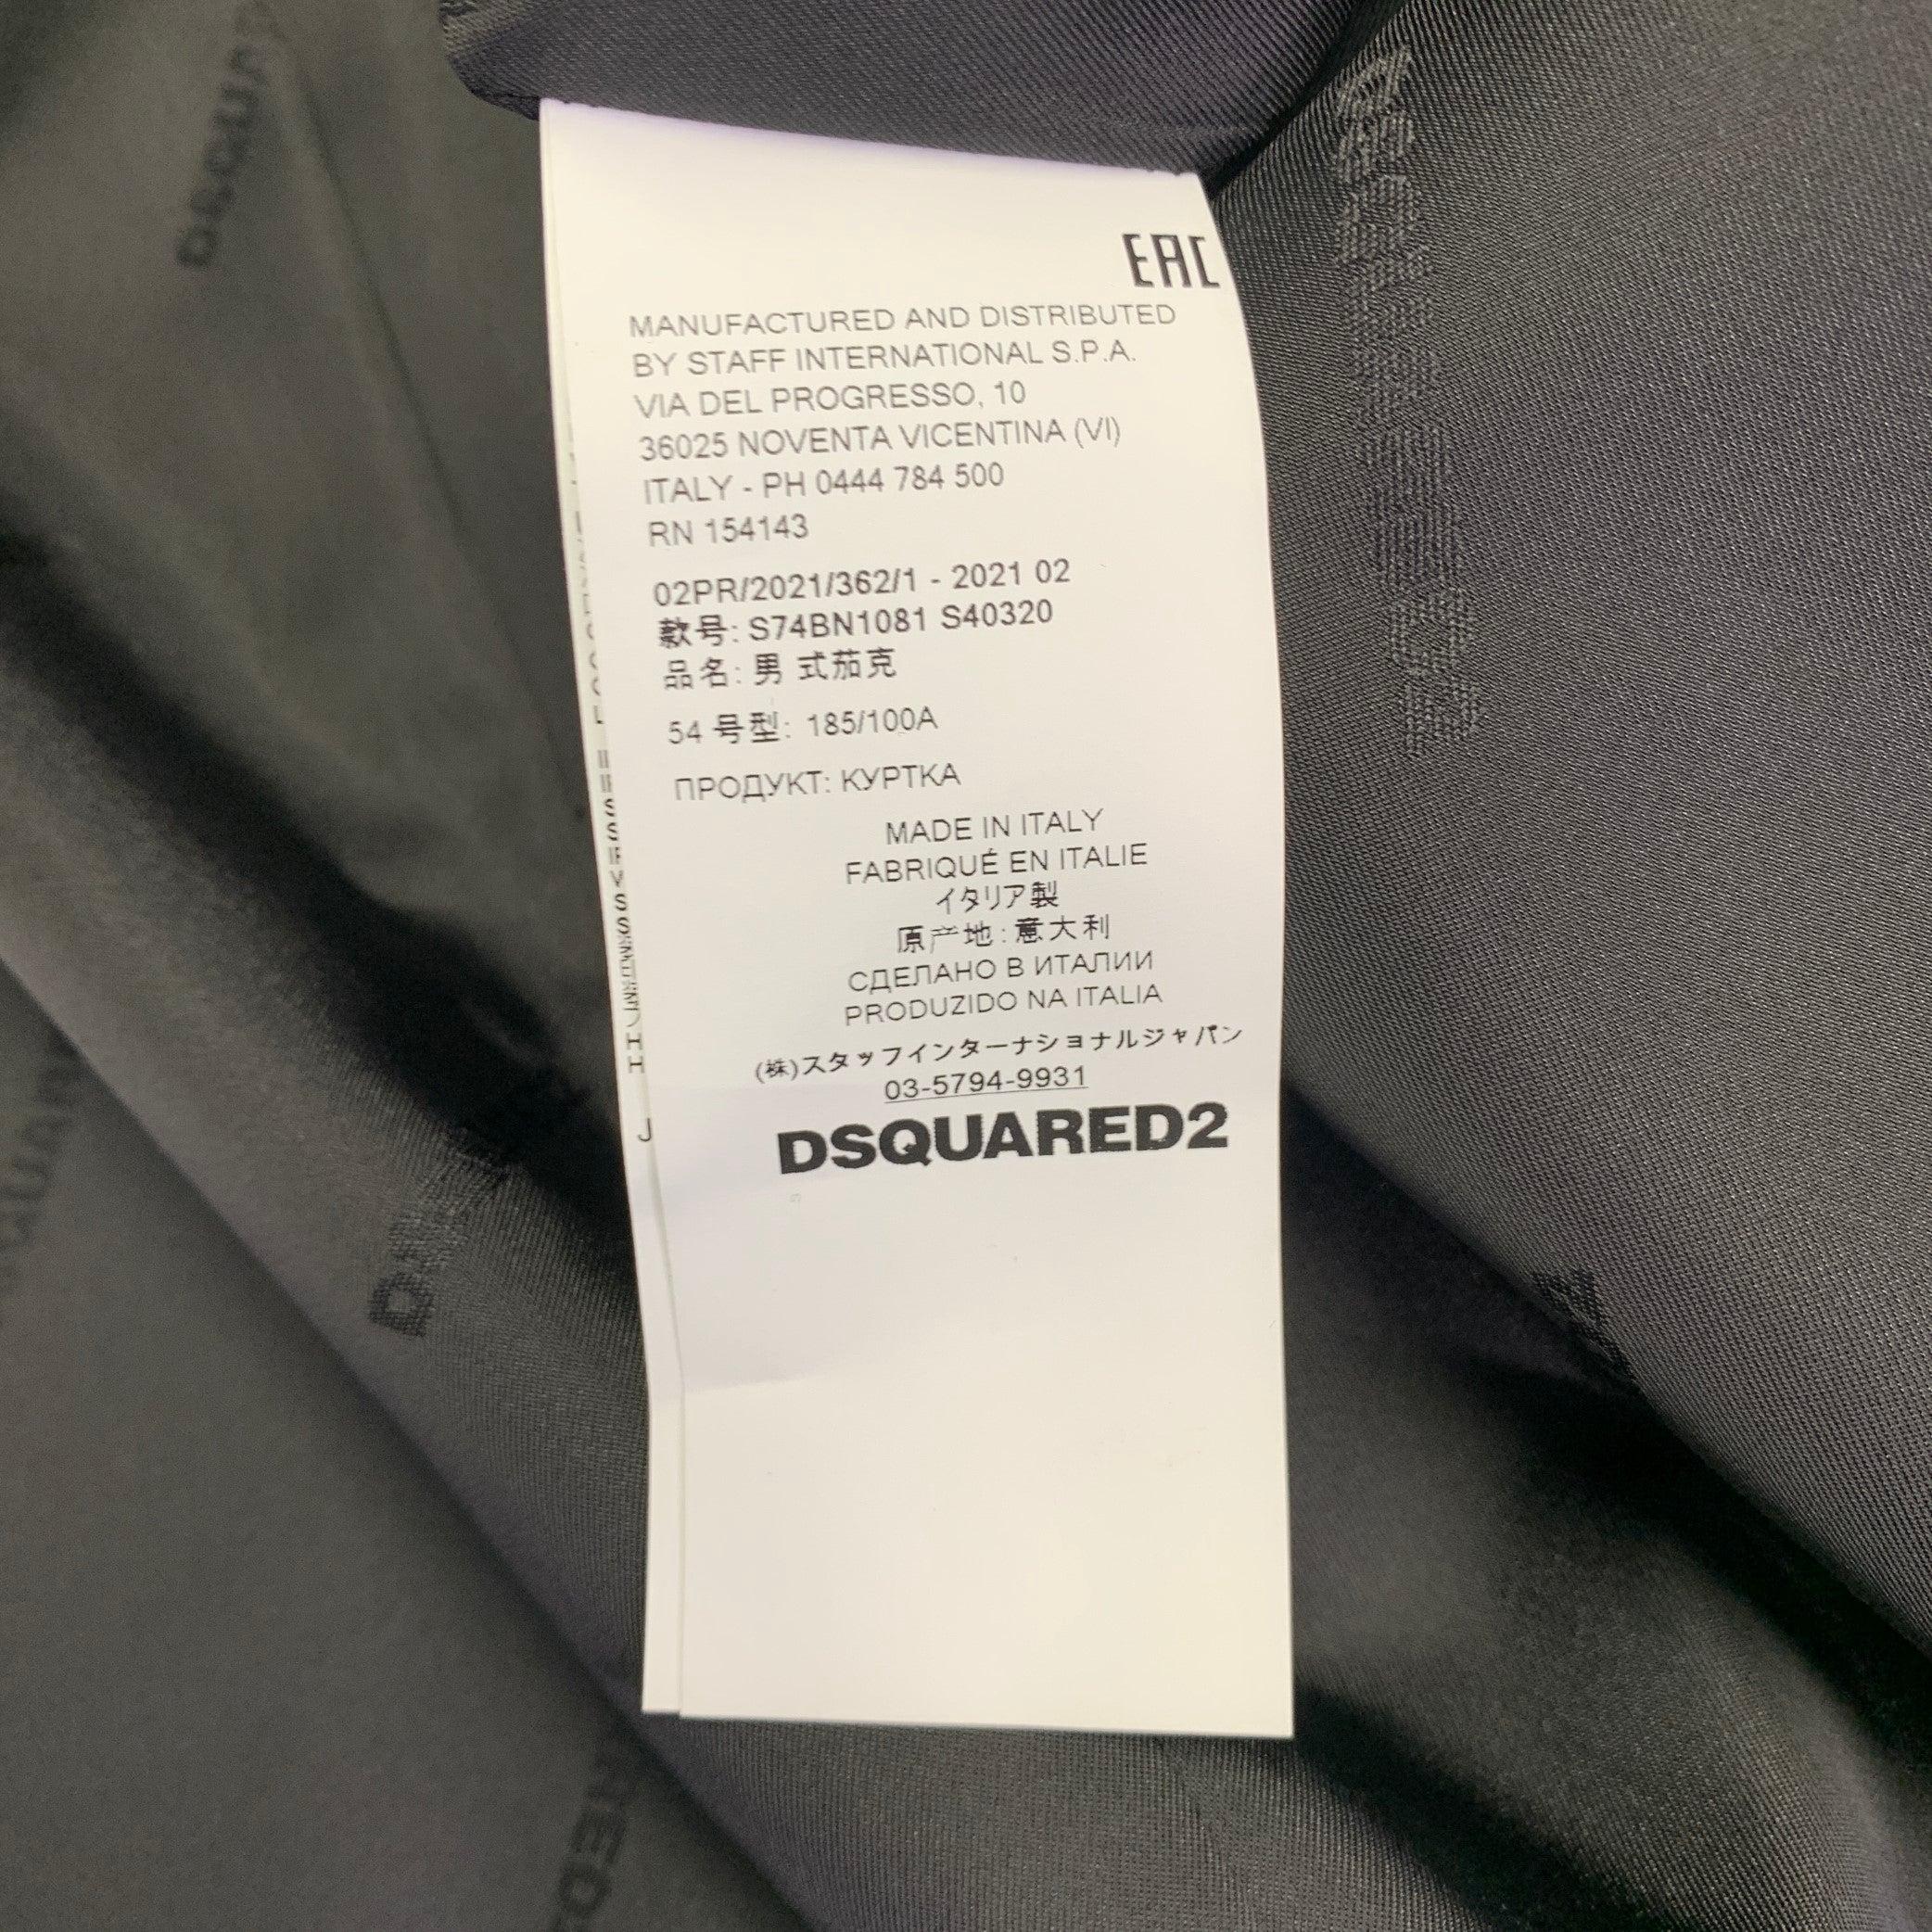 EAC
MANUFACTURED AND DISTRIBUTED
BY STAFF INTERNATIONAL S.P.A.
VIA DEL PROGRESSO, 10
36025 NOVENTA VICENTINA (VI)
ITALY - PH 0444 784 500
RN 154143
02PR/2021/362/1 - 2021 02
款号: S74BN1081 S40320
品名: 男 式茄克
54 号型: 185/100A
ПРОДУКТ: КУРТКА
MADE IN ITALY
FABRIQUÉ EN ITALIE
イタリア製
原产地: 意大利
СДЕЛАНО В ИТАЛИИ
PRODUZIDO NA ITALIA
(株)スタッフインターナショナルジャパン
03-5794-9931
DSQUARED2